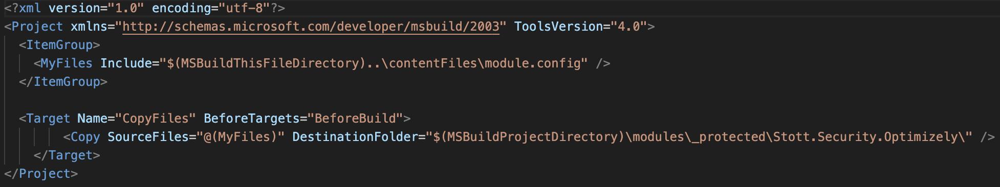 <?xml version="1.0" encoding="utf-8"?>
<Project xmlns="http://schemas.microsoft.com/developer/msbuild/2003" ToolsVersion="4.0">
<ItemGroup>
<MyFiles Include="$(MSBuildThisFileDirectory)..\contentFiles\module.config" />
</ItemGroup>
<Target Name="CopyFiles" BeforeTargets="BeforeBuild">
<Copy SourceFiles="@(MyFiles)" DestinationFolder="$(MSBuildProjectDirectory)\modules\_protected\Stott.Security.Optimizely\" />
</Target>
</Project>